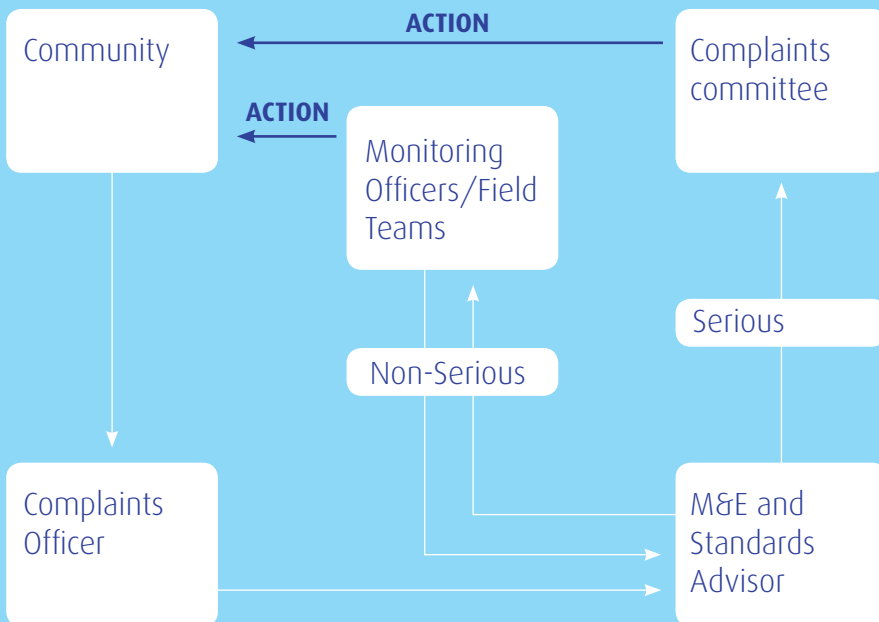 ACTION
Community
Complaints
committee
ACTION
Monitoring
Officers/Field
Teams
Serious
Non-Serious
Complaints
Officer
M&E and
Standards
Advisor